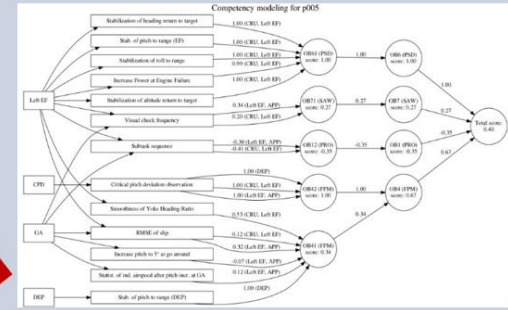 Competency modeling for p005
Stabilization of heading return to target
Stab. of pitch to range (EF)
Stabilization of roll to range
Increase Power at Engine Failure
Stabilization of altitude return to target
Visual check frequency
Subtask sequence
Critical pitch deviation observation
Smoothness of Yoke Heading Ratio
RMSE of slip
Increase pitch to V° at go around
Stabil. of ind. airspeed after pitch incr. at GA
Stab. of pitch to range (DEP)
Left EF
CPD
GA
DEP
1.00 (CRU, Left EF)
1.00 (CRU, Left EF)
1.00 (CRU, Left EF)
0.99 (CRU, Left EF)
1.00 (CRU, Left EF)
0.34 (Left EF, APP)
0.20 (CRU, Left EF)
-0.30 (Left EF, APP)
-0.41 (CRU, Left EF)
1.00 (DEP)
1.00 (CRU, Left EF)
1.00 (Left EF, APP)
0.53 (CRU, Left EF)
0.12 (CRU, Left EF)
0.32 (Left EF, APP)
-0.07 (Left EF, APP)
0.12 (Left EF, APP)
1.00 (DEP)
score: 1.00
OB71 (SAW)
score: 0.27
OB12 (PRO)
score: -0.35
OB42 (FPM)
score: 1.00
OB41 (FPM)
score: 0.34
1.00
0.27
-0.35
1.00
0.34
OB6 (PSD)
score: 1.00
OB7 (SAW)
score: 0.27
OB1 (PRO)
score: -0.35
OB4 (FPM)
score: 0.67
1.00
0.27
-0.35
0.67
Total score:
0.40